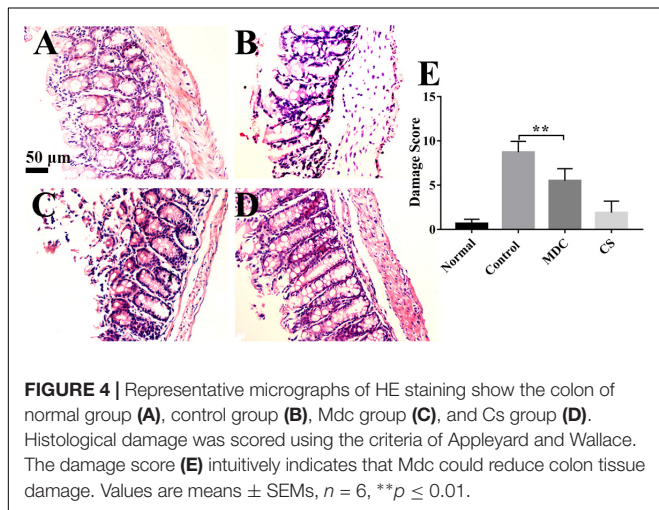 A
B
E
50 µm
C
D
Damage Score
15
10
5
0
**
Normal
Control
MDC
CS
FIGURE 4 | Representative micrographs of HE staining show the colon of
normal group (A), control group (B), Mdc group (C), and Cs group (D).
Histological damage was scored using the criteria of Appleyard and Wallace.
The damage score (E) intuitively indicates that Mdc could reduce colon tissue
damage. Values are means ± SEMs, n = 6, **p ≤ 0.01.